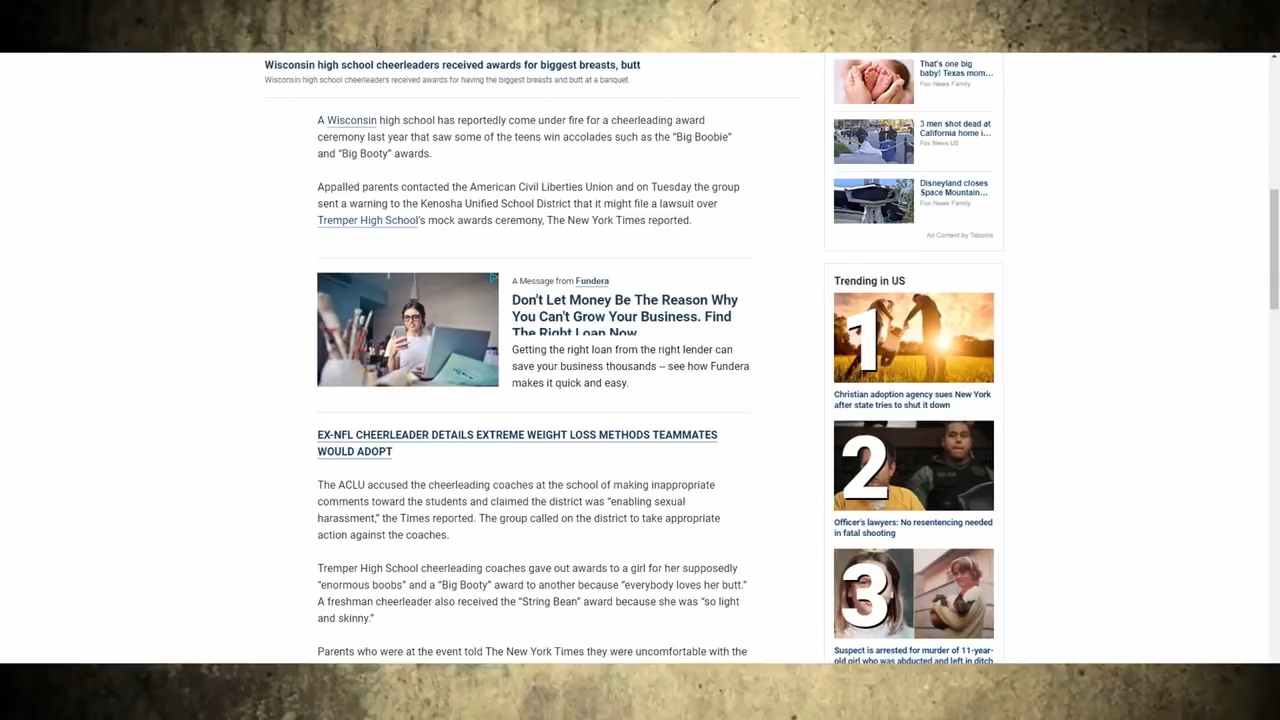 Wisconsin high school cheerleaders received awards for biggest breasts, butt
Wisconsin high school cheerleaders received awards for having the biggest breasts and butt at a banquet.
A Wisconsin high school has reportedly come under fire for a cheerleading award
ceremony last year that saw some of the teens win accolades such as the “Big Boobie”
and “Big Booty” awards.
Appalled parents contacted the American Civil Liberties Union and on Tuesday the group
sent a warning to the Kenosha Unified School District that it might file a lawsuit over
Tremper High School's mock awards ceremony, The New York Times reported.
A Message from Fundera
Don't Let Money Be The Reason Why
You Can't Grow Your Business. Find
The Right Loan Now
Getting the right loan from the right lender can
save your business thousands -- see how Fundera
makes it quick and easy.
EX-NFL CHEERLEADER DETAILS EXTREME WEIGHT LOSS METHODS TEAMMATES
WOULD ADOPT
The ACLU accused the cheerleading coaches at the school of making inappropriate
comments toward the students and claimed the district was “enabling sexual
harassment,” the Times reported. The group called on the district to take appropriate
action against the coaches.
Tremper High School cheerleading coaches gave out awards to a girl for her supposedly
“enormous boobs” and a “Big Booty” award to another because “everybody loves her butt.”
A freshman cheerleader also received the “String Bean” award because she was “so light
and skinny.”
Parents who were at the event told The New York Times they were uncomfortable with the
That's one big
baby! Texas mom...
Fox News Family
3 men shot dead at
California home i...
Fox News US
Disneyland closes
Space Mountain...
Fox News Family
Ad Content by Taboola
Trending in US
1
Christian adoption agency sues New York
after state tries to shut it down
2
Officer's lawyers: No resentencing needed
in fatal shooting
3
Suspect is arrested for murder of 11-year-
old girl who was abducted and left in ditch